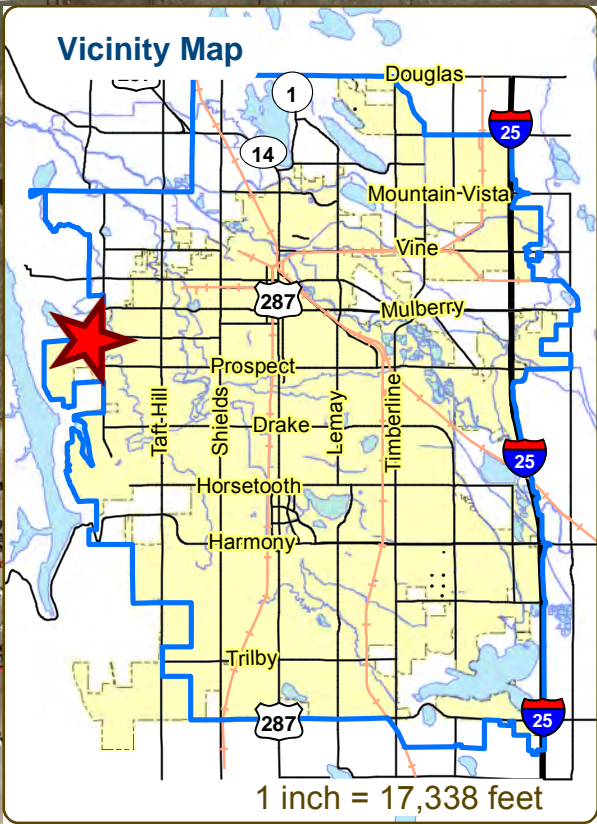 Vicinity Map
Douglas
1
25
14
Mountain-Vista
Vine
287
Mulberry
Prospect
Taft-Hill
Shields
Lemay
Timberline
Drake
25
Horsetooth
Harmony
Trilby
287
25
1 inch = 17,338 feet